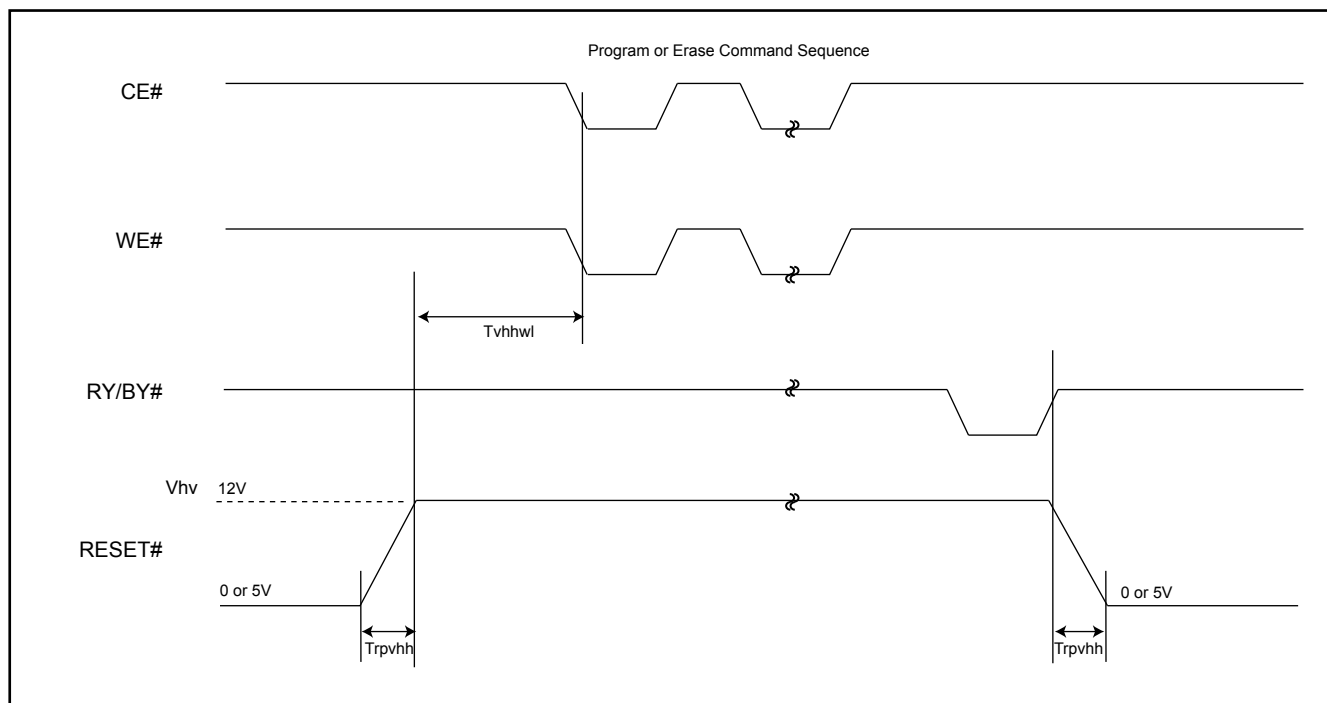 Program or Erase Command Sequence
CE#
WE#
Tvhhwl
RY/BY#
Vhv 12V
RESET#
0 or 5V 0 or 5V
Trpvhh Trpvhh